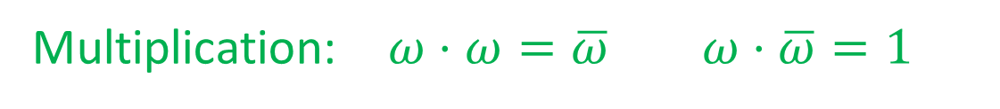 Multiplication: ω · ω = ω̅ ω · ω̅ = 1